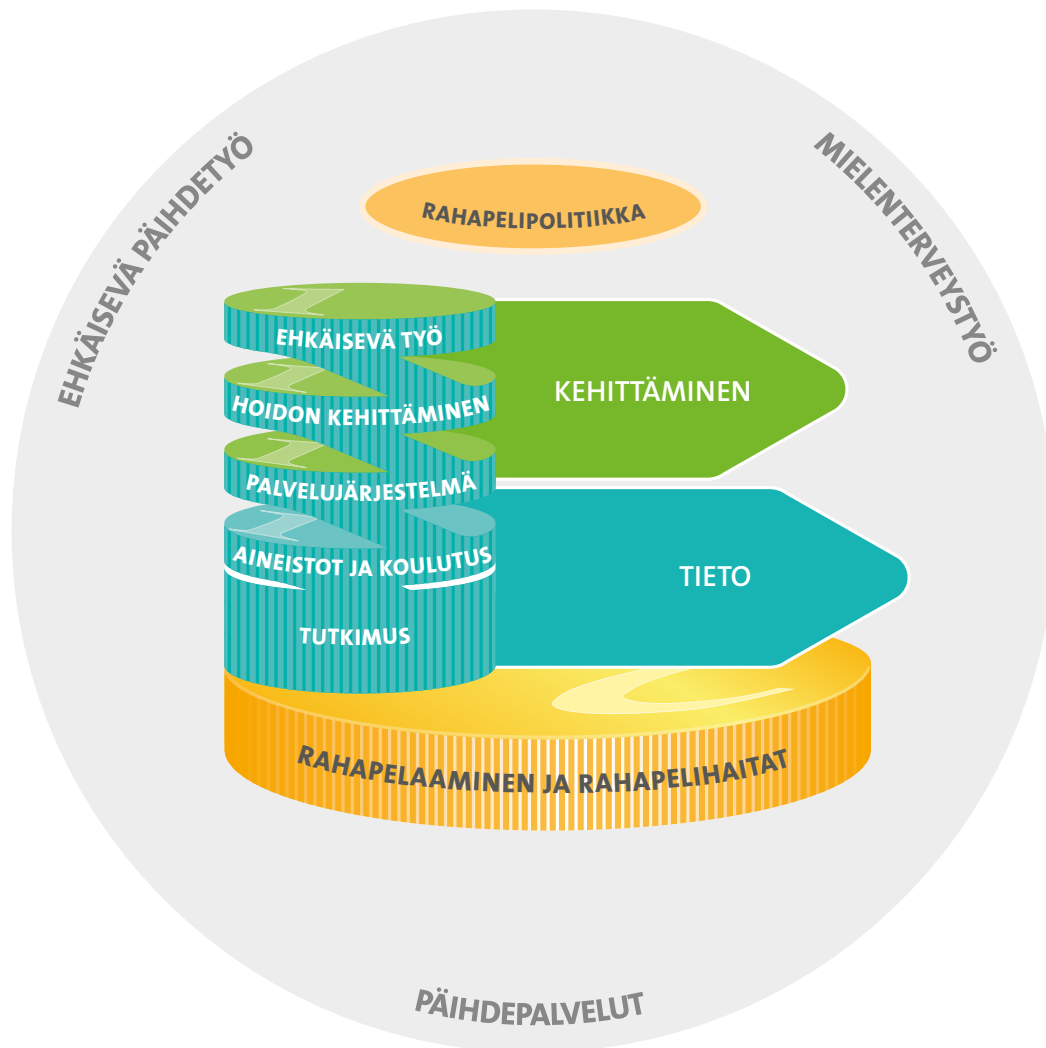 EHKÄISEVÄ PÄIHDETYÖ
MIELENTERVEYSTYÖ
RAHAPELIPOLITIIKKA
EHKÄISEVÄ TYÖ
HOIDON KEHITTÄMINEN
KEHITTÄMINEN
PALVELUJÄRJESTELMÄ
AINEISTOT JA KOULUTUS
TIETO
TUTKIMUS
RAHAPELAAMINEN JA RAHAPELIHAITAT
PÄIHDEPALVELUT